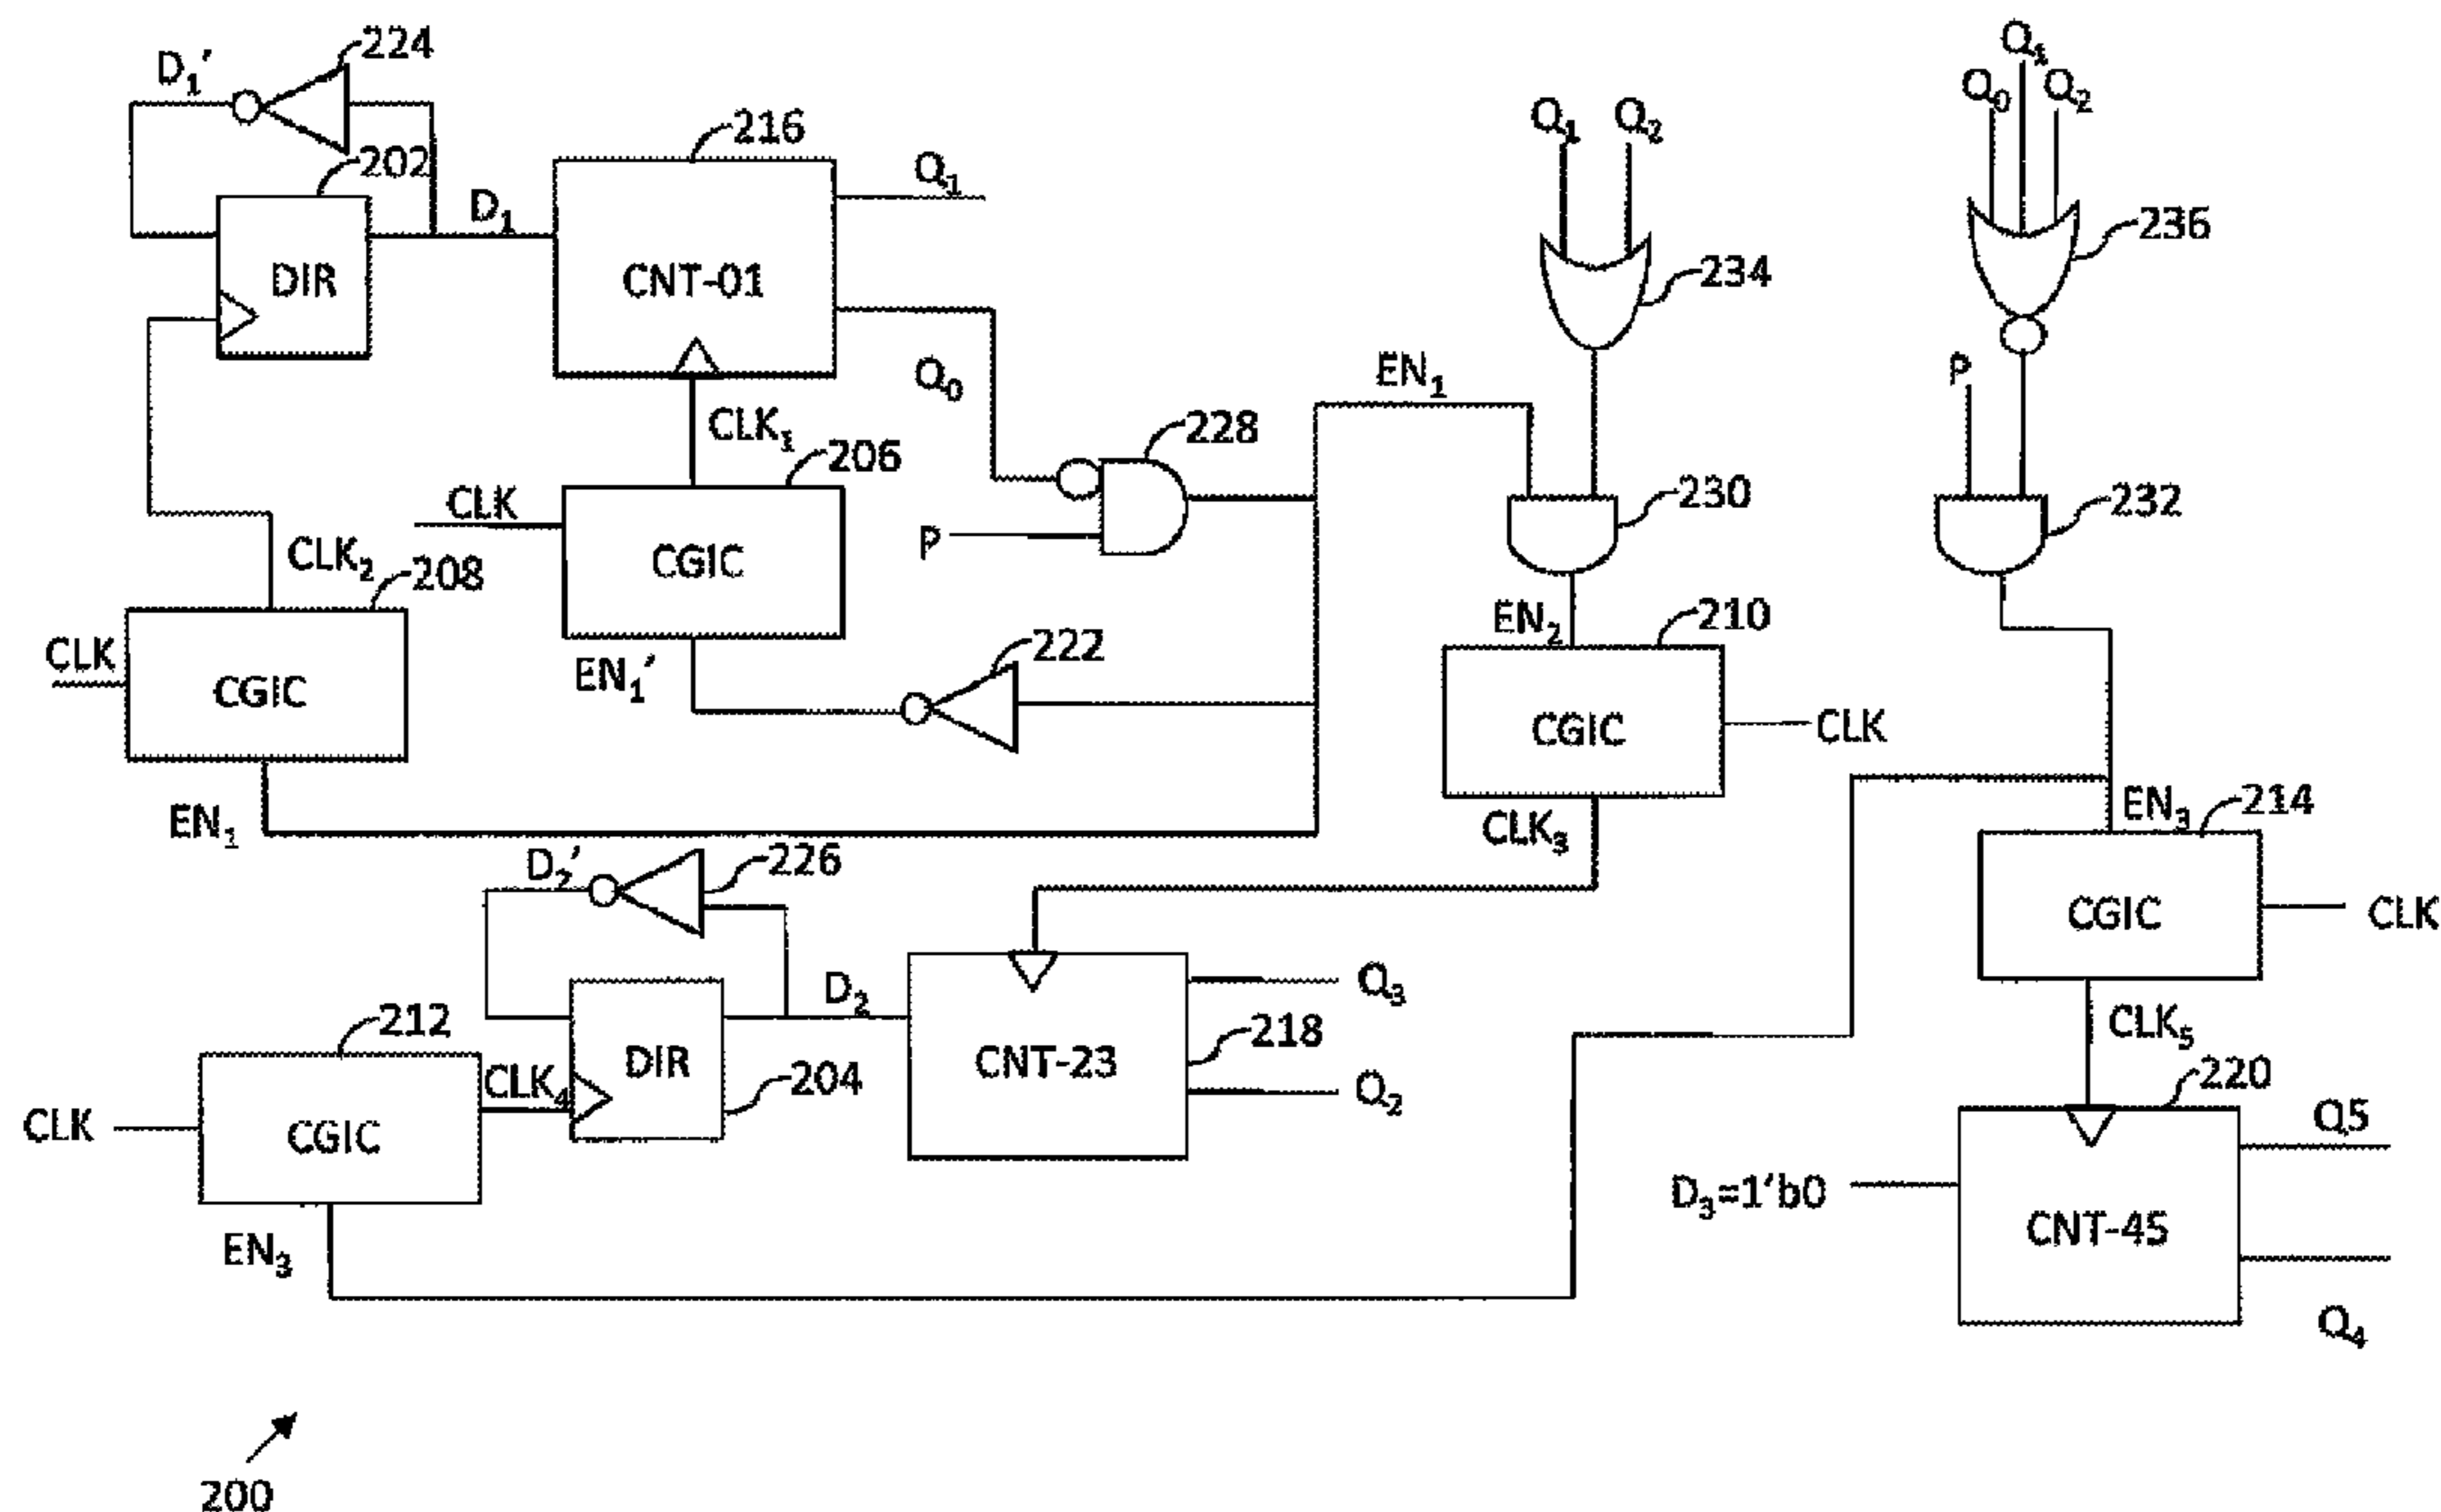 224
D₁'
202
DIR
D₁
216
CNT-01
Q₁
Q₀
CLK₁
206
CLK
CGIC
EN₁'
222
228
P
CLK₂
208
CLK
CGIC
EN₁
EN₁
Q₁
Q₂
234
230
EN₂
210
CGIC
CLK
CLK₃
Q₀
Q₁
Q₂
236
P
232
EN₃
214
CGIC
CLK
CLK₅
220
D₃=1'b0
CNT-45
Q5
Q₄
D₂'
226
DIR
204
D₂
CNT-23
Q₃
218
Q₂
212
CLK
CGIC
CLK₄
EN₃
200